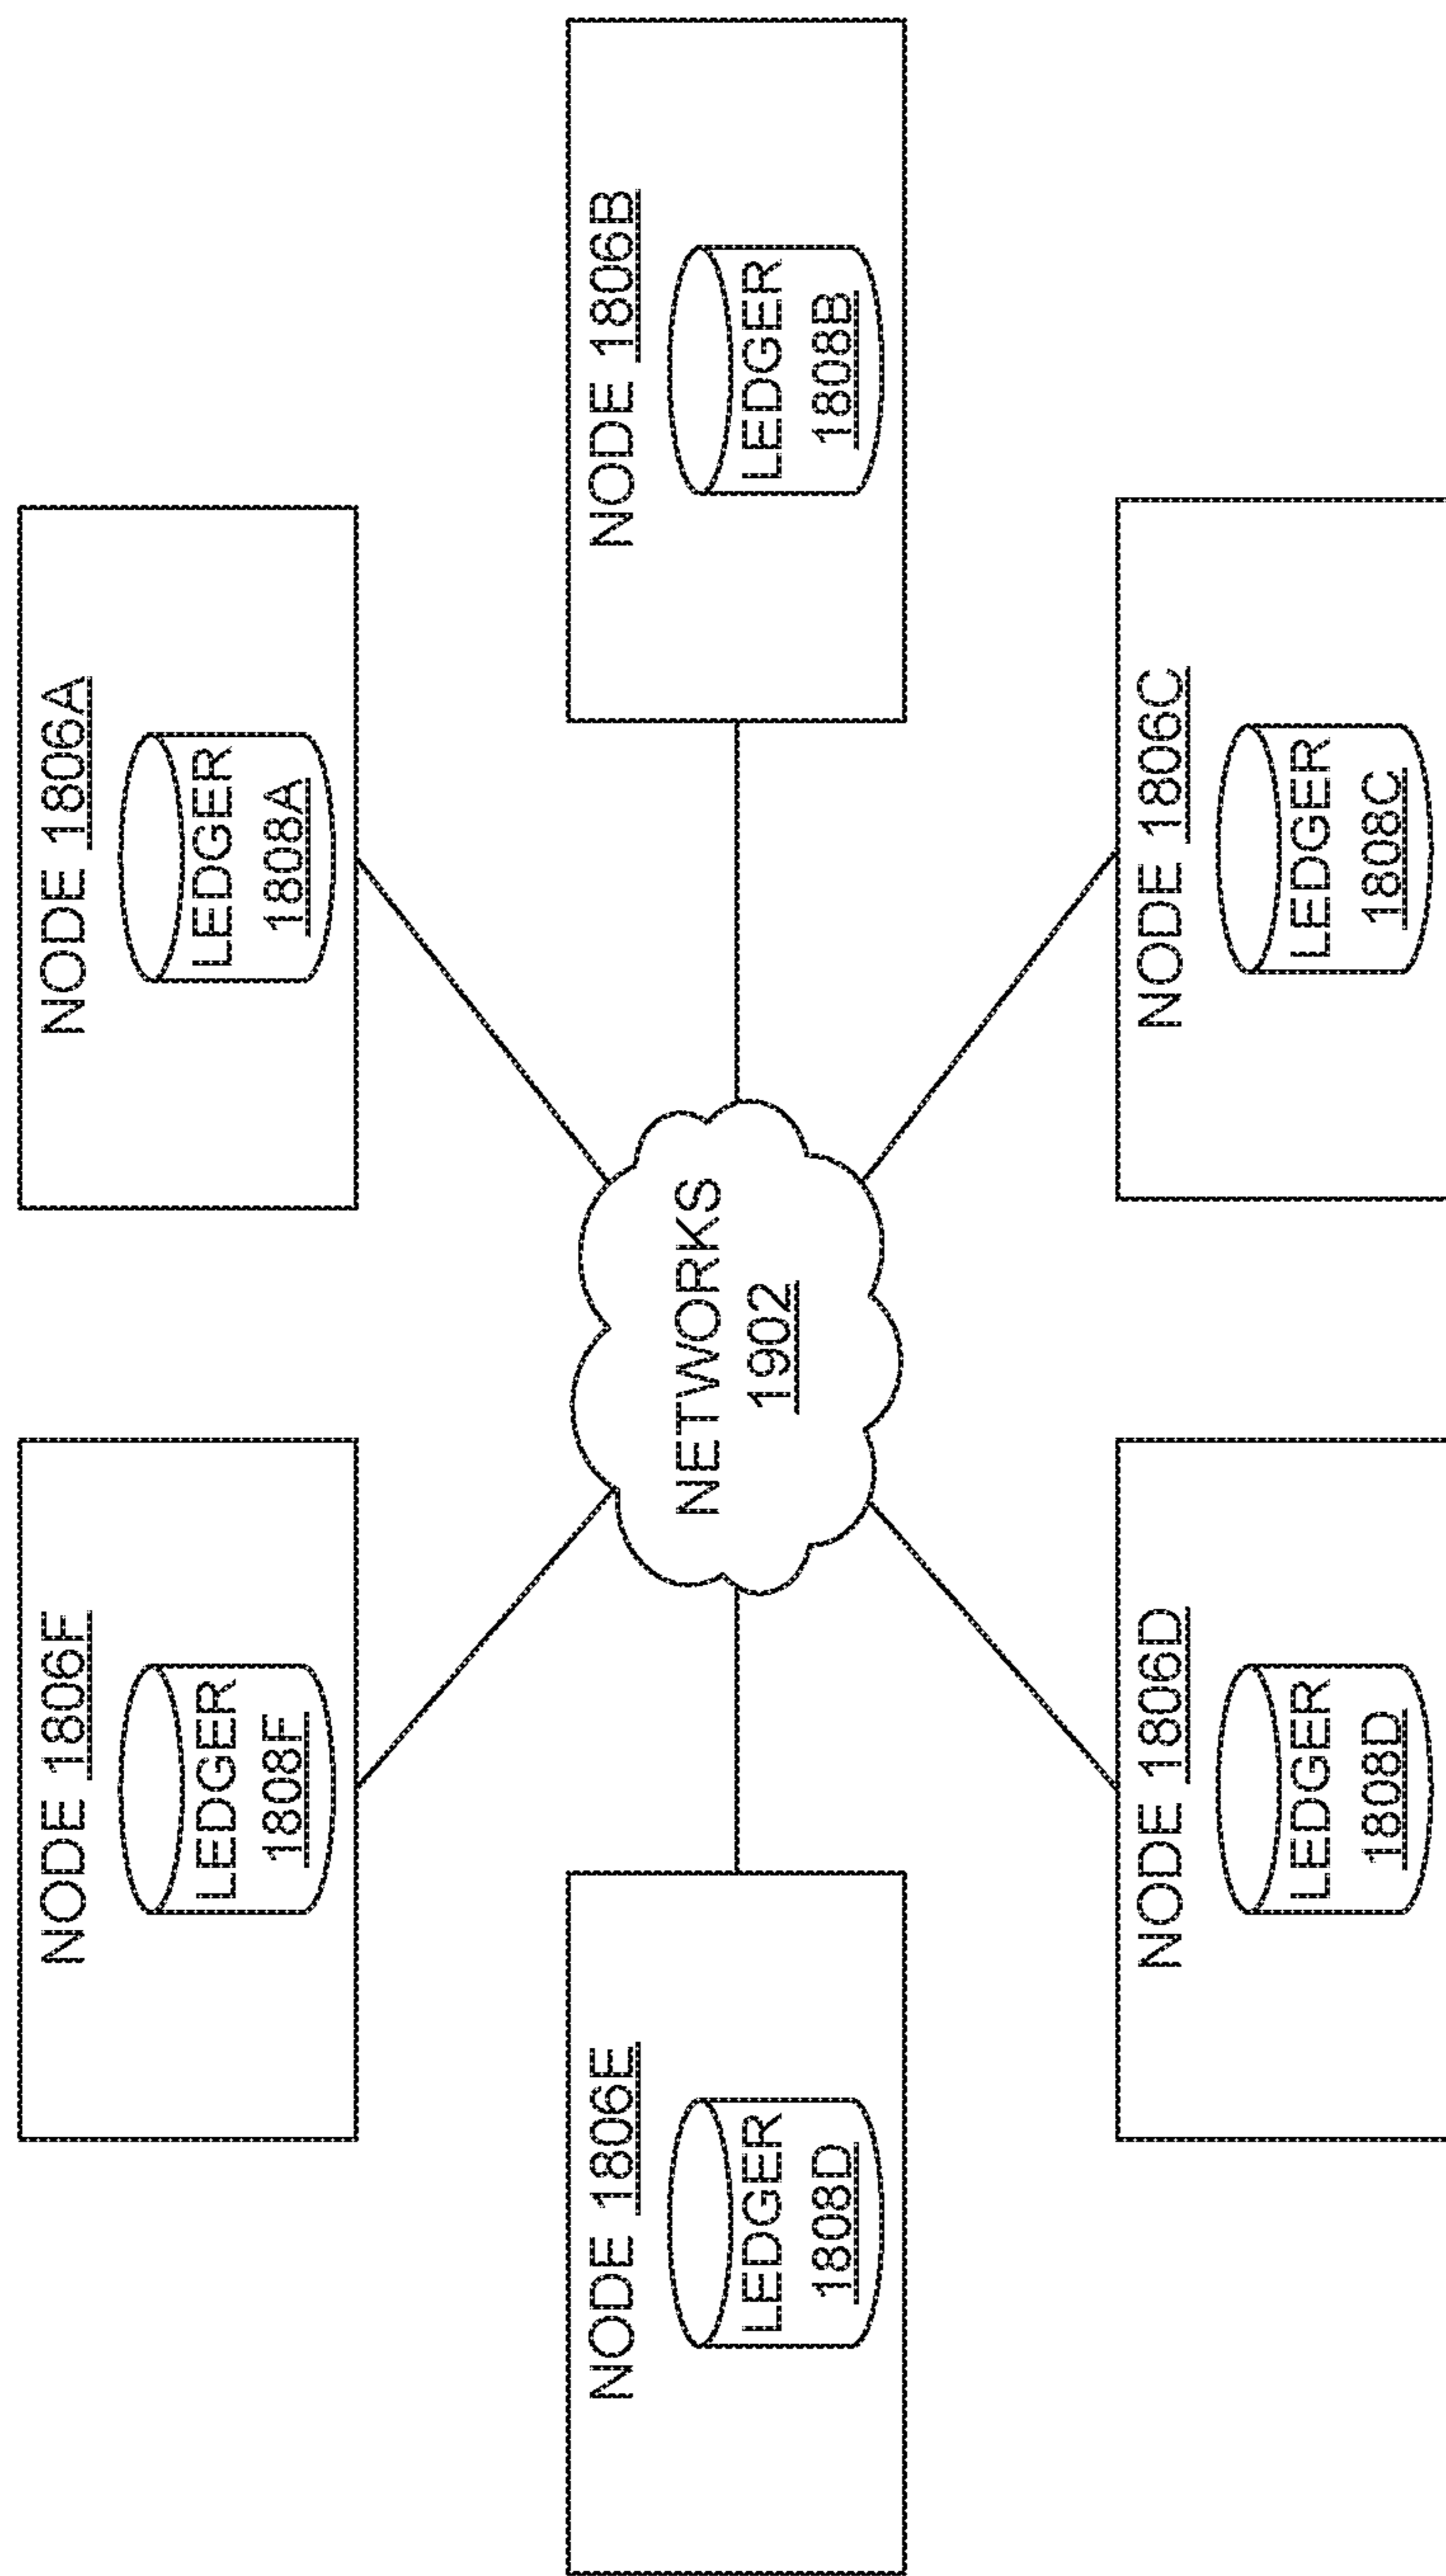 NODE 1806F
LEDGER
1808F
NODE 1806A
LEDGER
1808A
NODE 1806E
LEDGER
1808D
NETWORKS
1902
NODE 1806B
LEDGER
1808B
NODE 1806D
LEDGER
1808D
NODE 1806C
LEDGER
1808C